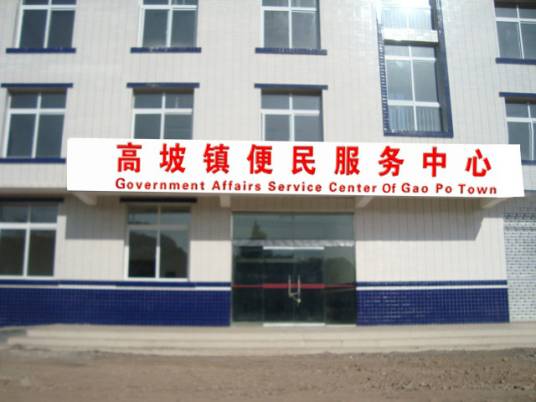 高坡镇便民服务中心
Government Affairs Service Center Of Gao Po Town